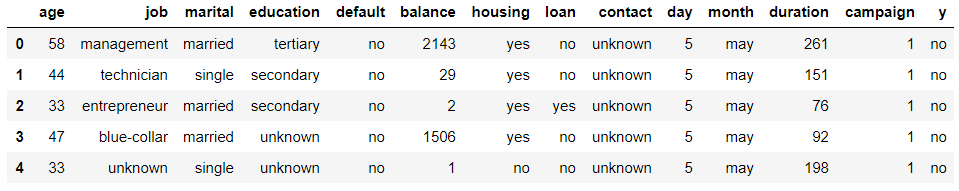 age job marital education default balance housing loan contact day month duration campaign y
0 58 management married tertiary no 2143 yes no unknown 5 may 261 1 no
1 44 technician single secondary no 29 yes no unknown 5 may 151 1 no
2 33 entrepreneur married secondary no 2 yes yes unknown 5 may 76 1 no
3 47 blue-collar married unknown no 1506 yes no unknown 5 may 92 1 no
4 33 unknown single unknown no 1 no no unknown 5 may 198 1 no